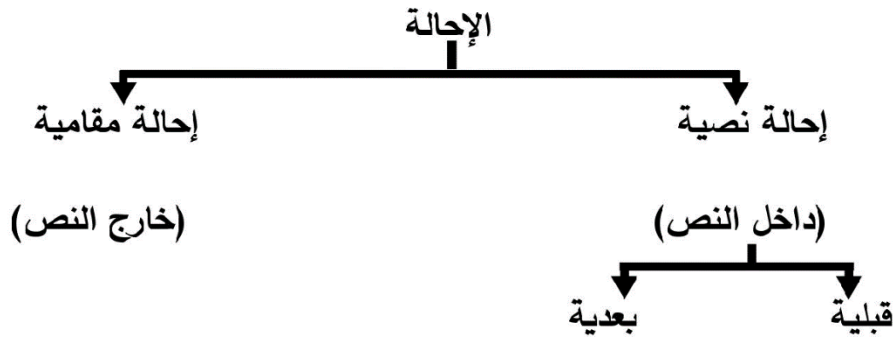 الإحالة
إحالة نصية
إحالة مقامية
(داخل النص)
(خارج النص)
قبلية
بعدية